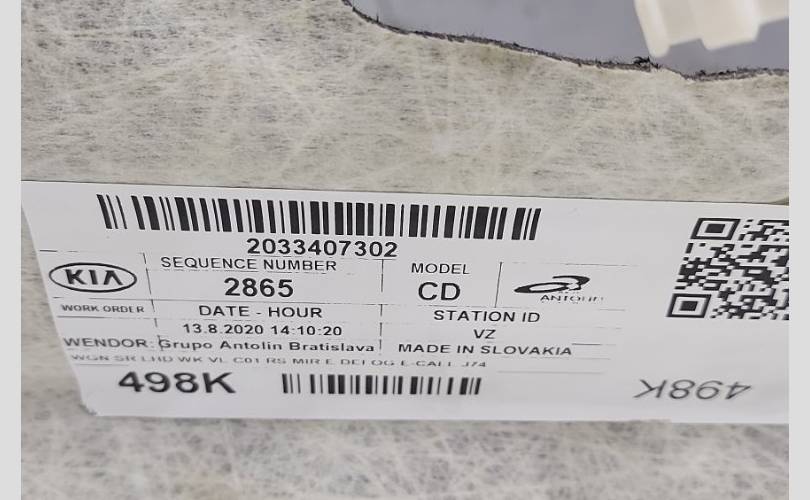 2033407302
KIA
SEQUENCE NUMBER
2865
MODEL
CD
ANTOLIN
WORK ORDER
DATE - HOUR
13.8.2020 14:10:20
STATION ID
VZ
WENDOR: Grupo Antolin Bratislava
MADE IN SLOVAKIA
WGN SR LHD WK VL C01 RS MIR E DEI OG E-CALL J74
498K
498K